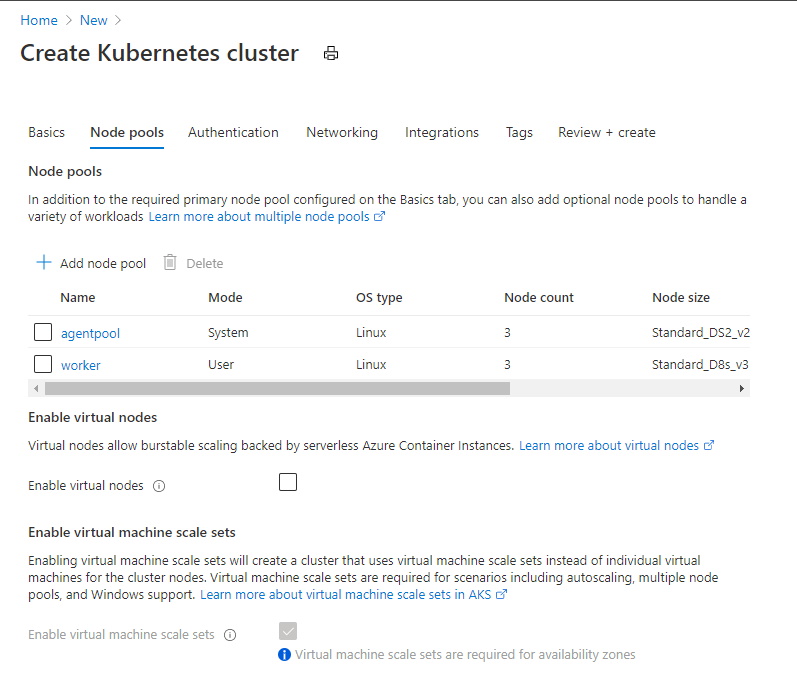 Home > New >
Create Kubernetes cluster
Basics Node pools Authentication Networking Integrations Tags Review + create
Node pools
In addition to the required primary node pool configured on the Basics tab, you can also add optional node pools to handle a
variety of workloads Learn more about multiple node pools
Add node pool Delete
Name Mode OS type Node count Node size
agentpool System Linux 3 Standard_DS2_v2
worker User Linux 3 Standard_D8s_v3
Enable virtual nodes
Virtual nodes allow burstable scaling backed by serverless Azure Container Instances. Learn more about virtual nodes
Enable virtual nodes
Enable virtual machine scale sets
Enabling virtual machine scale sets will create a cluster that uses virtual machine scale sets instead of individual virtual
machines for the cluster nodes. Virtual machine scale sets are required for scenarios including autoscaling, multiple node
pools, and Windows support. Learn more about virtual machine scale sets in AKS
Enable virtual machine scale sets
Virtual machine scale sets are required for availability zones